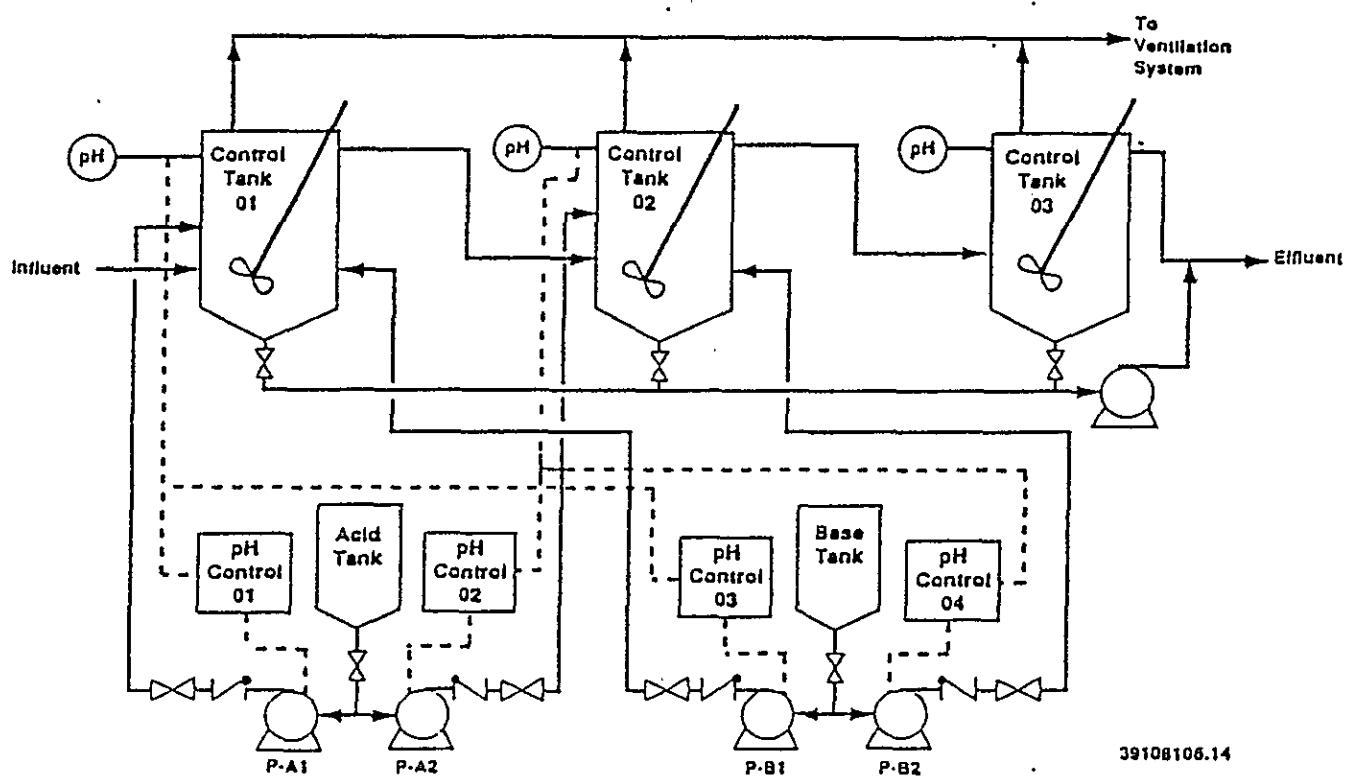 To
Ventilation
System
pH
Control
Tank
01
pH
Control
Tank
02
pH
Control
Tank
03
Influent
Effluent
pH
Control
01
Acid
Tank
pH
Control
02
pH
Control
03
Base
Tank
pH
Control
04
P-A1
P-A2
P-B1
P-B2
39108106.14